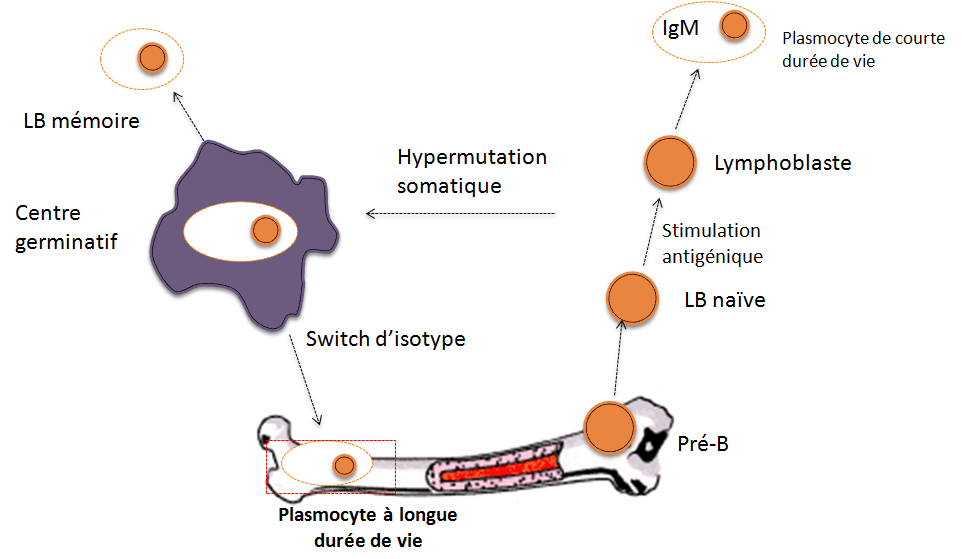 IgM
Plasmocyte de courte
durée de vie
LB mémoire
Hypermutation
somatique
Lymphoblaste
Centre
germinatif
Stimulation
antigénique
LB naïve
Switch d’isotype
Pré-B
Plasmocyte à longue
durée de vie